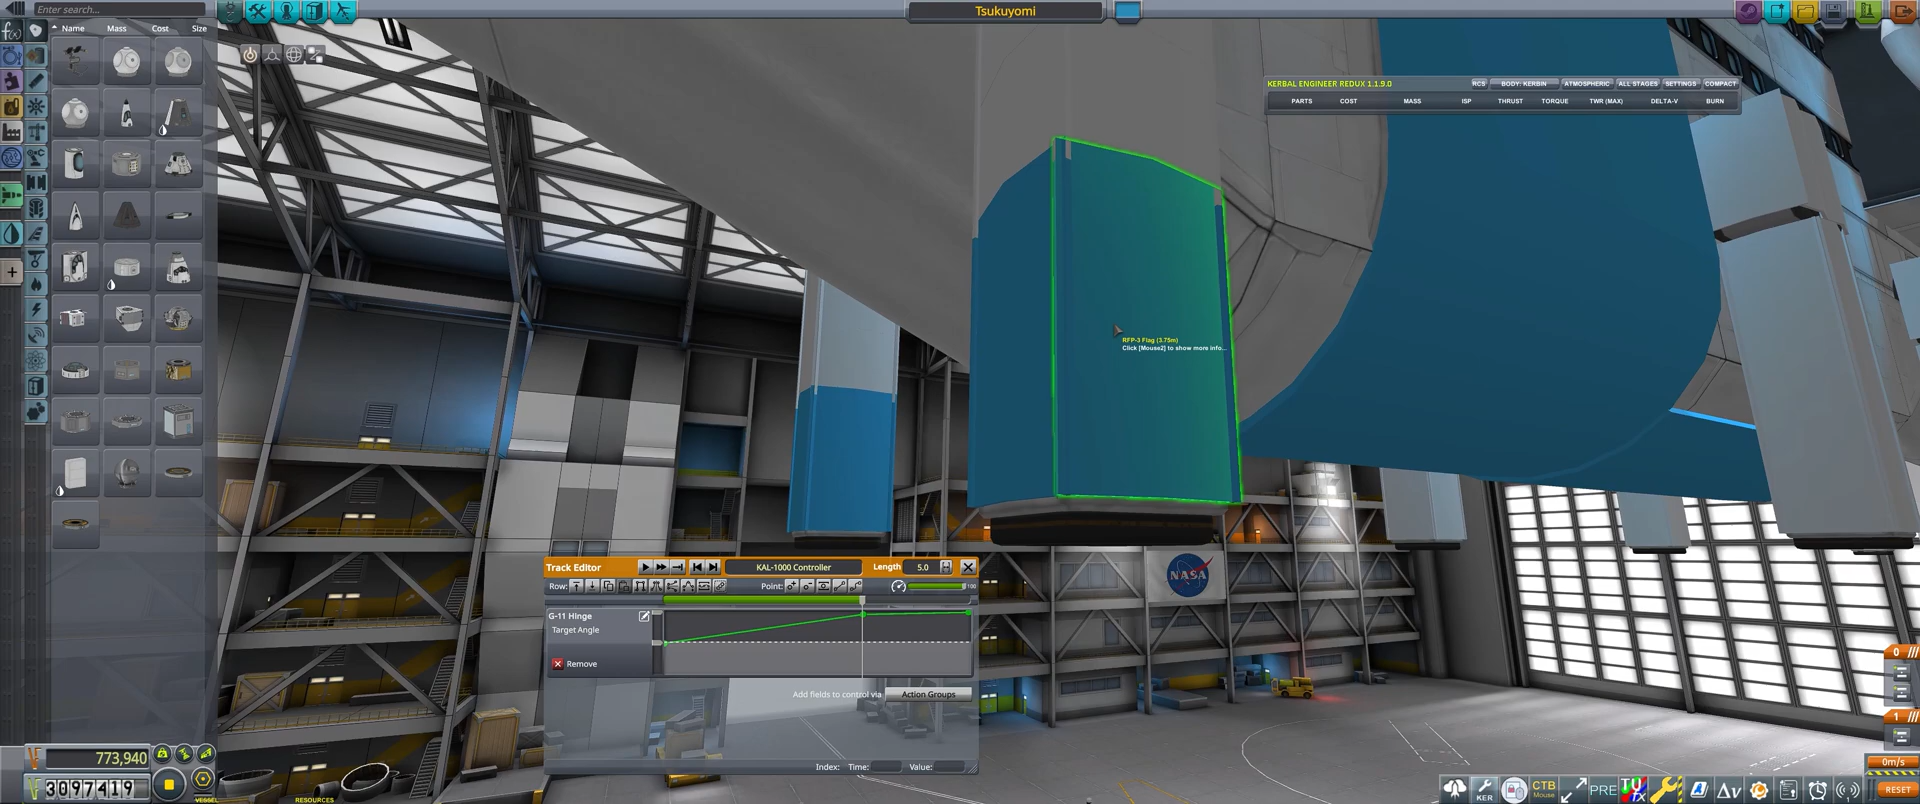 Enter search...
Tsukuyomi
Name Mass Cost Size
KERBAL ENGINEER REDUX 1.1.9.0 RCS BODY: KERBIN ATMOSPHERIC ALL STAGES SETTINGS COMPACT
PARTS COST MASS ISP THRUST TORQUE TWR (MAX) DELTA-V BURN
RFP-3 Flag (3.75m)
Click [Mouse2] to show more info...
Track Editor KAL-1000 Controller Length 5.0
Row: Point: 100
G-11 Hinge
Target Angle
Remove
Add fields to control via Action Groups
Index: Time: Value:
NASA
0
1
0m/s
RESET
773,940
3097419
VESSEL RESOURCES
KER CTB Mouse PRE TUFX Δv